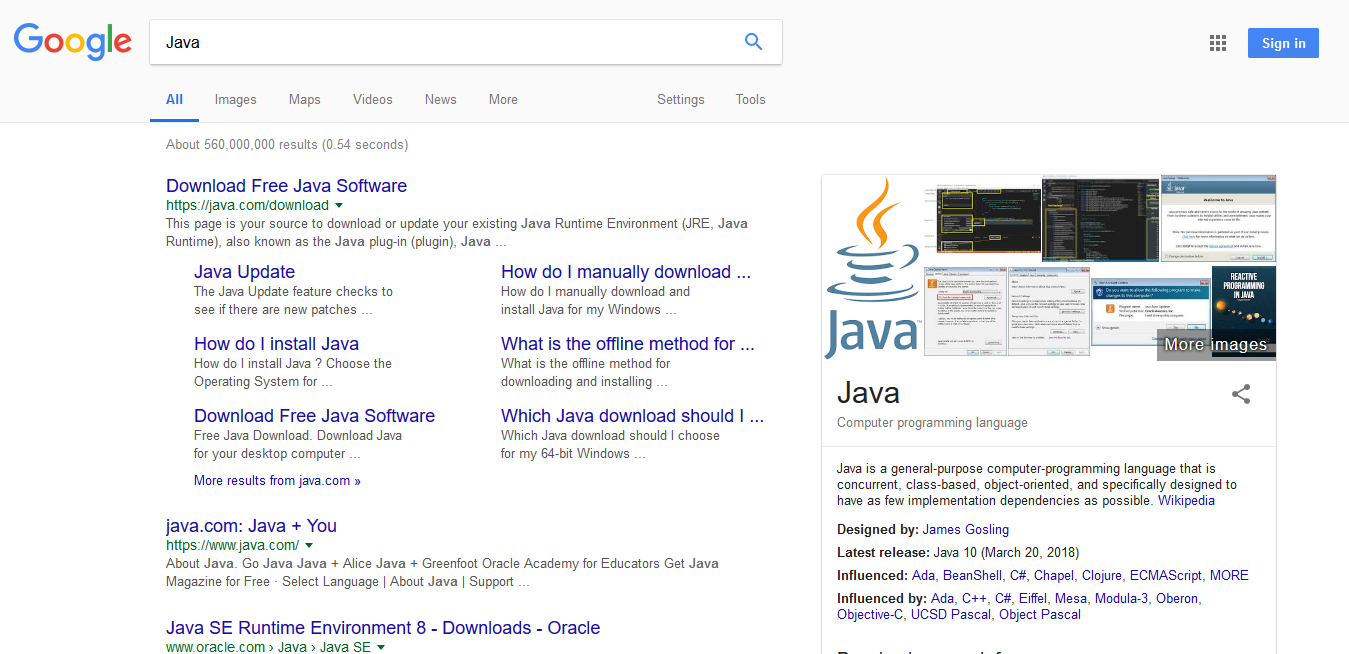 Google
Java
Sign in
All Images Maps Videos News More Settings Tools
About 560,000,000 results (0.54 seconds)
Download Free Java Software
https://java.com/download
This page is your source to download or update your existing Java Runtime Environment (JRE, Java
Runtime), also known as the Java plug-in (plugin), Java ...
Java Update
The Java Update feature checks to
see if there are new patches ...
How do I manually download ...
How do I manually download and
install Java for my Windows ...
How do I install Java
How do I install Java ? Choose the
Operating System for ...
What is the offline method for ...
What is the offline method for
downloading and installing ...
Download Free Java Software
Free Java Download. Download Java
for your desktop computer ...
Which Java download should I ...
Which Java download should I choose
for my 64-bit Windows ...
More results from java.com »
java.com: Java + You
https://www.java.com/
About Java. Go Java Java + Alice Java + Greenfoot Oracle Academy for Educators Get Java
Magazine for Free · Select Language | About Java | Support ...
Java SE Runtime Environment 8 - Downloads - Oracle
www.oracle.com › Java › Java SE
Java
REACTIVE
PROGRAMMING
IN JAVA
More images
Java
Computer programming language
Java is a general-purpose computer-programming language that is
concurrent, class-based, object-oriented, and specifically designed to
have as few implementation dependencies as possible. Wikipedia
Designed by: James Gosling
Latest release: Java 10 (March 20, 2018)
Influenced: Ada, BeanShell, C#, Chapel, Clojure, ECMAScript, MORE
Influenced by: Ada, C++, C#, Eiffel, Mesa, Modula-3, Oberon,
Objective-C, UCSD Pascal, Object Pascal